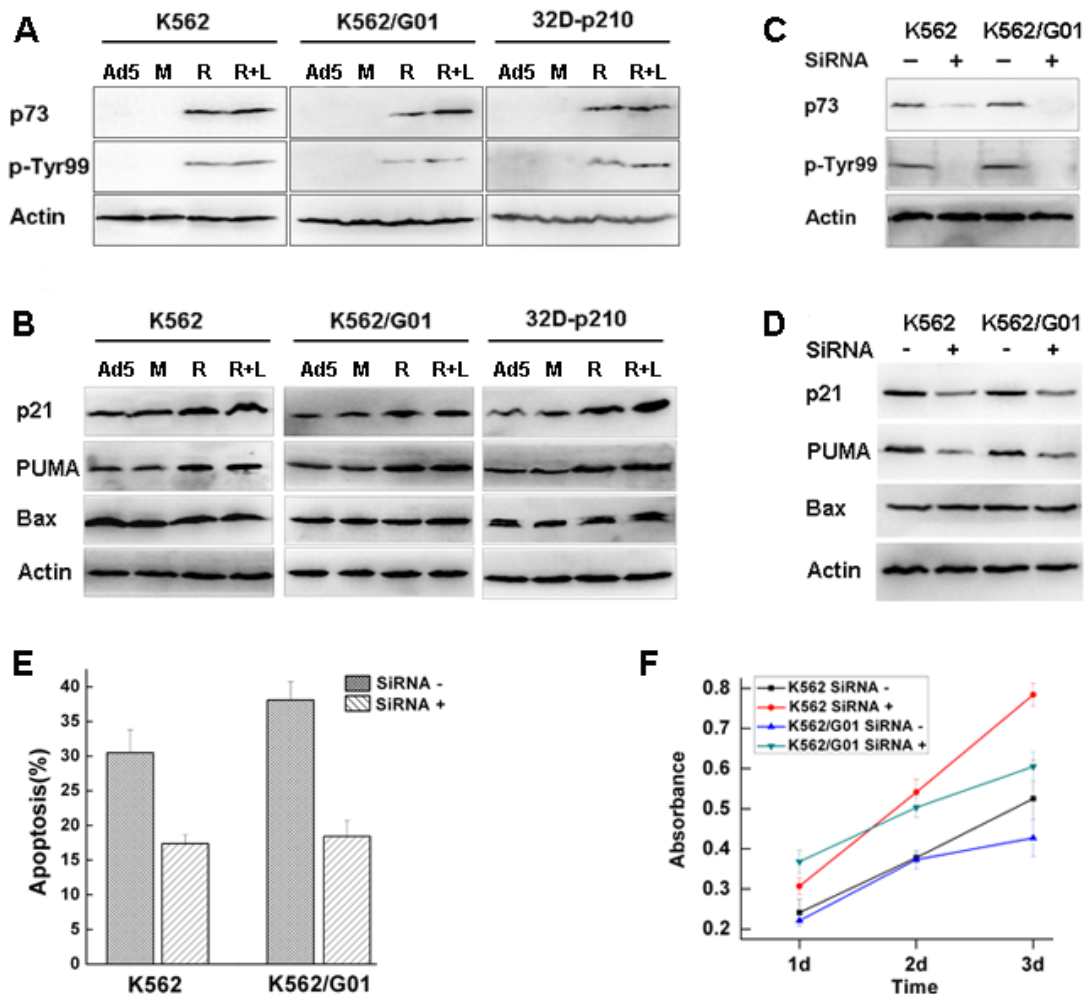 A
K562 K562/G01 32D-p210
Ad5 M R R+L Ad5 M R R+L Ad5 M R R+L
p73
p-Tyr99
Actin
C
K562 K562/G01
SiRNA – + – +
p73
p-Tyr99
Actin
B
K562 K562/G01 32D-p210
Ad5 M R R+L Ad5 M R R+L Ad5 M R R+L
p21
PUMA
Bax
Actin
D
K562 K562/G01
SiRNA - + - +
p21
PUMA
Bax
Actin
E
Apoptosis(%)
40
35
30
25
20
15
10
5
0
SiRNA -
SiRNA +
K562 K562/G01
F
Absorbance
0.8
0.7
0.6
0.5
0.4
0.3
0.2
K562 SiRNA -
K562 SiRNA +
K562/G01 SiRNA -
K562/G01 SiRNA +
1d 2d 3d
Time